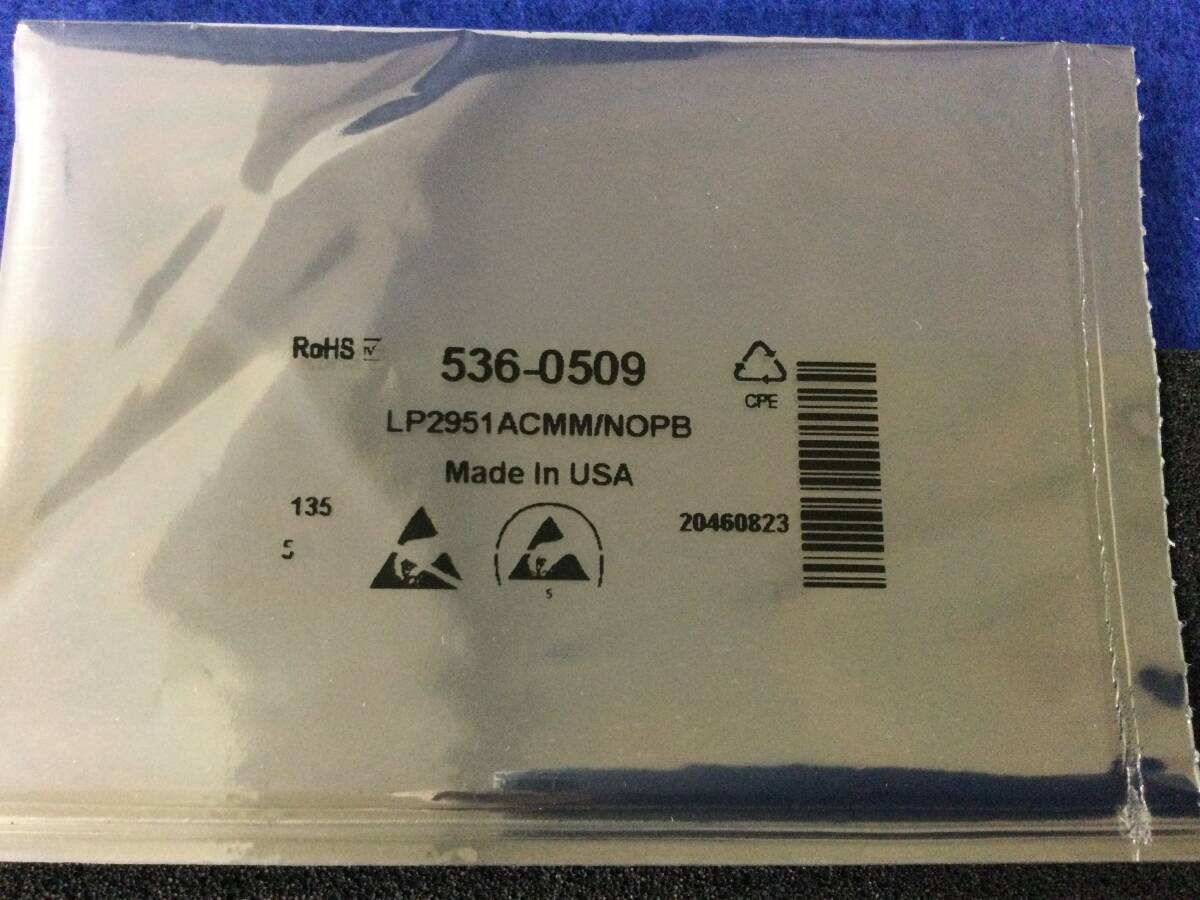 RoHS
536-0509
CPE
LP2951ACMM/NOPB
Made In USA
135
20460823
5
5